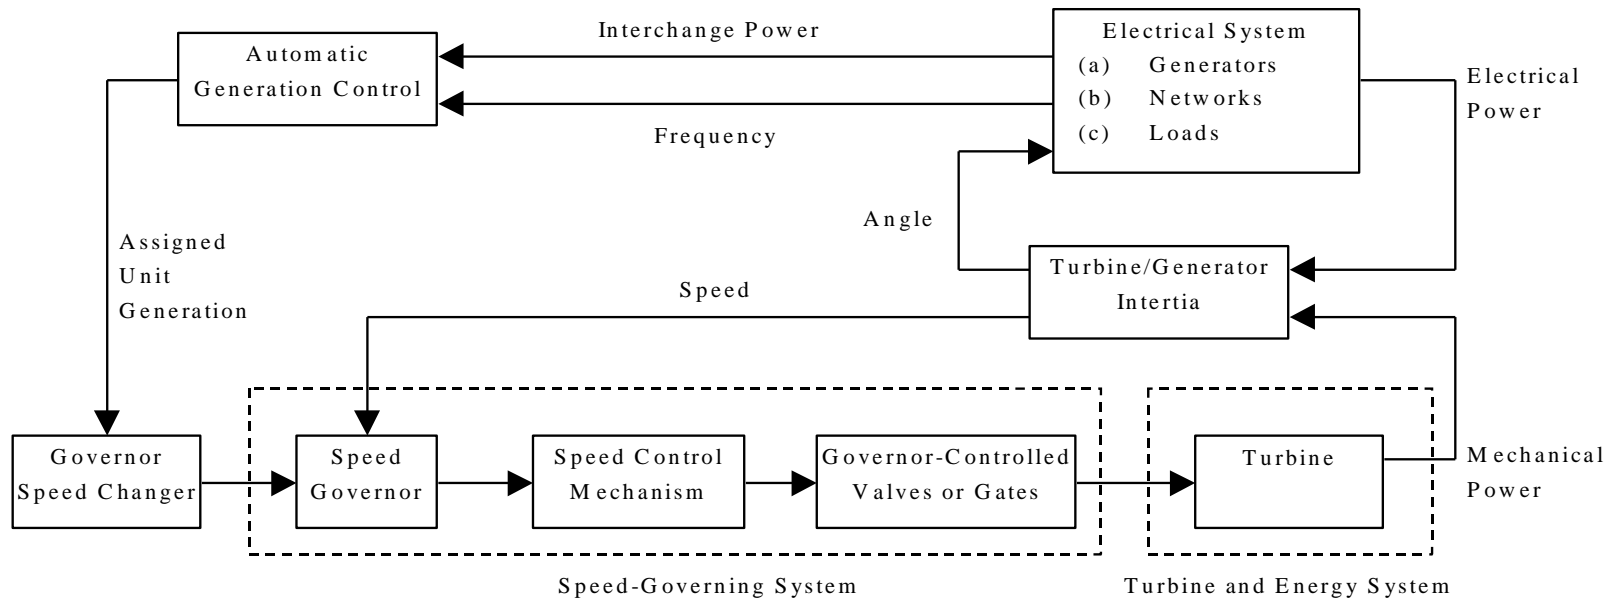 Interchange Power
Automatic
Generation Control
Electrical System
(a) Generators
(b) Networks
(c) Loads
Electrical
Power
Frequency
Angle
Assigned
Unit
Generation
Turbine/Generator
Intertia
Speed
Governor
Speed Changer
Speed
Governor
Speed Control
Mechanism
Governor-Controlled
Valves or Gates
Turbine
Mechanical
Power
Speed-Governing System
Turbine and Energy System